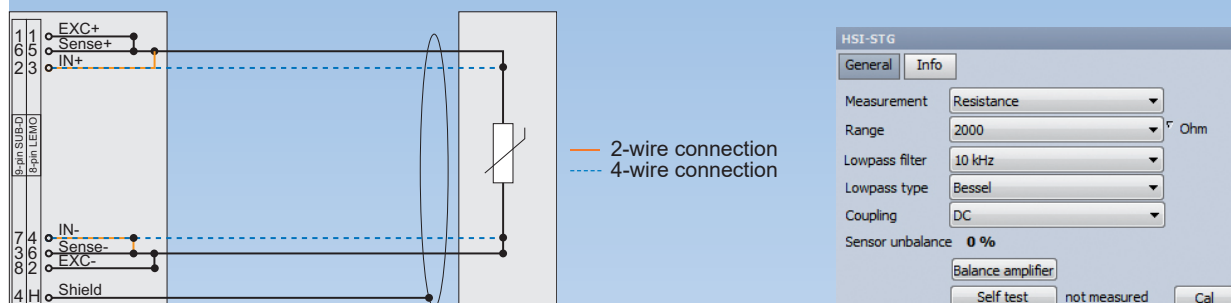 1 1 EXC+
6 5 Sense+
2 3 IN+
9-pin SUB-D
8-pin LEMO
7 4 IN-
3 6 Sense-
8 2 EXC-
4 H Shield
2-wire connection
4-wire connection
HSI-STG
General Info
Measurement Resistance
Range 2000 Ohm
Lowpass filter 10 kHz
Lowpass type Bessel
Coupling DC
Sensor unbalance 0 %
Balance amplifier
Self test not measured Cal